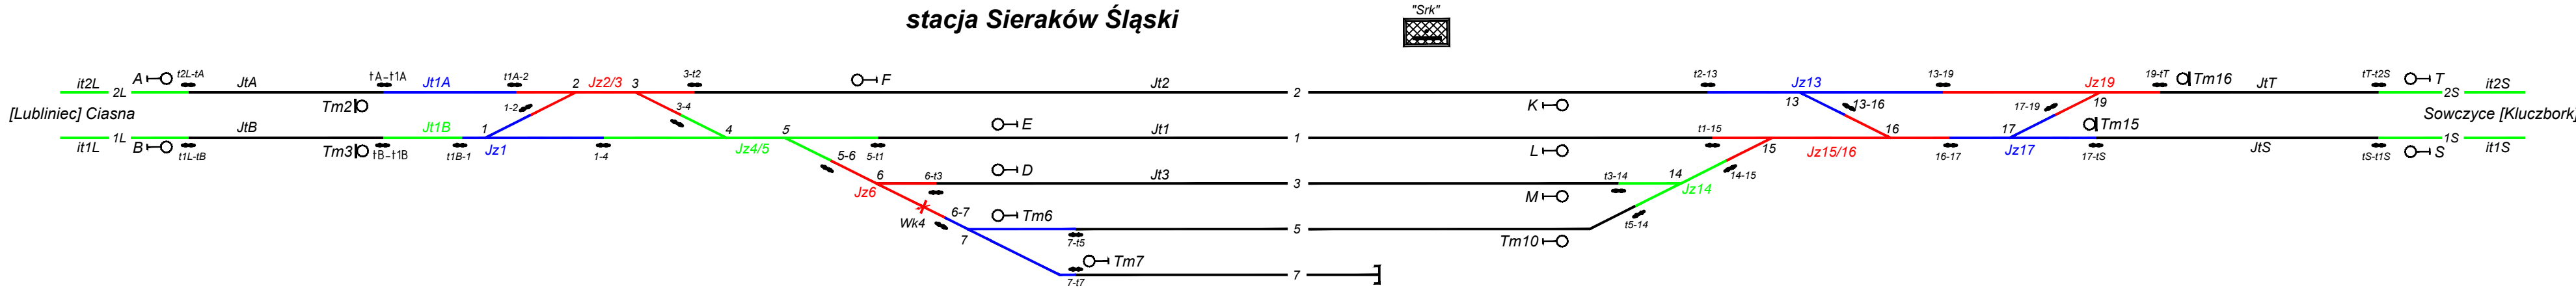 stacja Sieraków Śląski
"Srk"
it2L
2L
A
t2L-tA
JtA
tA-t1A
Jt1A
t1A-2
2
Jz2/3
3
3-t2
F
Jt2
2
t2-13
Jz13
13-19
Jz19
19-tT
Tm16
JtT
tT-t2S
T
2S
it2S
[Lubliniec] Ciasna
Tm2
1-2
3-4
K
13
13-16
17-19
19
Sowczyce [Kluczbork]
it1L
1L
B
t1L-tB
JtB
Tm3
tB-t1B
Jt1B
t1B-1
1
Jz1
1-4
4
Jz4/5
5
5-t1
E
Jt1
1
L
t1-15
15
Jz15/16
16
16-17
17
Jz17
Tm15
17-tS
JtS
tS-t1S
S
1S
it1S
5-6
6
Jz6
6-t3
D
Jt3
3
M
t3-14
14
Jz14
14-15
Wk4
6-7
7
Tm6
7-t5
5
Tm10
t5-14
Tm7
7-t7
7